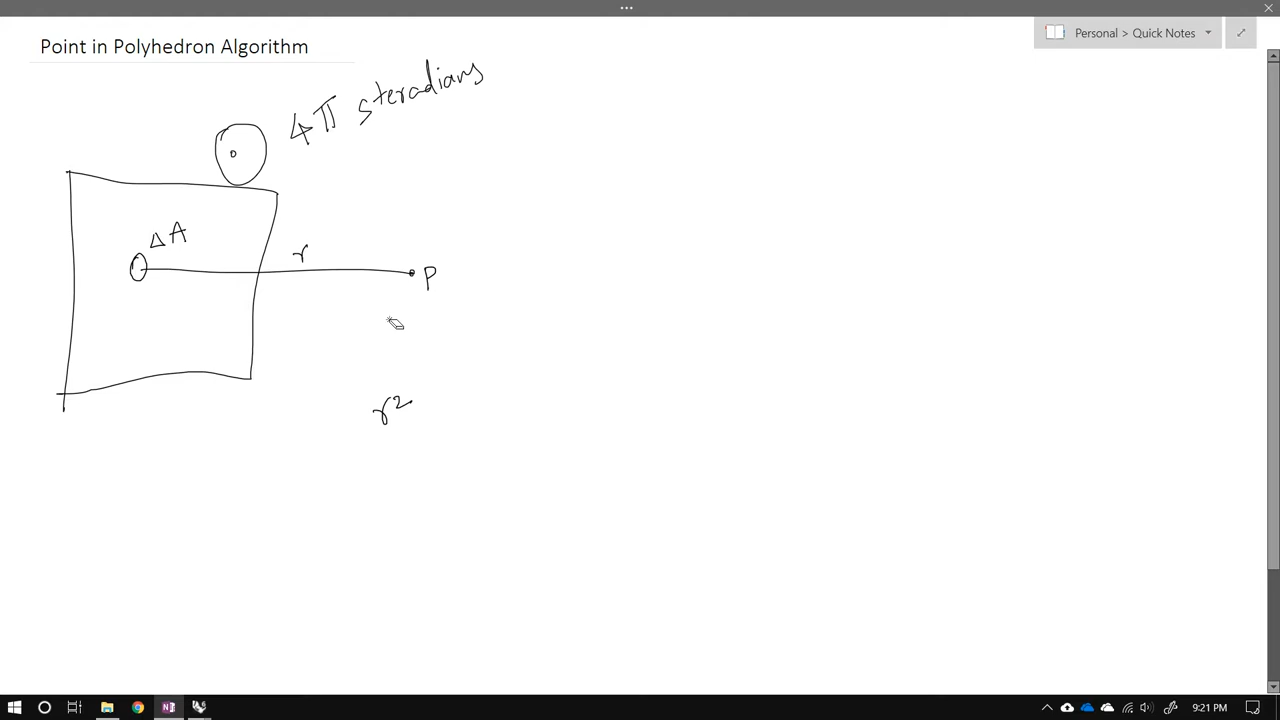 Personal > Quick Notes
Point in Polyhedron Algorithm
4π steradians
ΔA
r
P
r²
9:21 PM